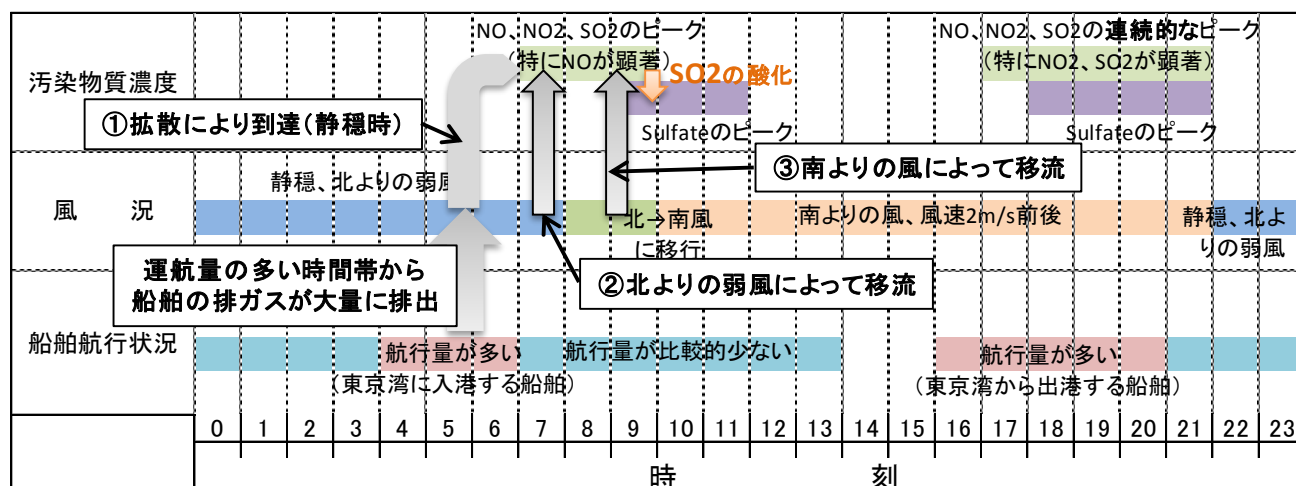 NO、NO2、SO2のピーク
(特にNOが顕著)
NO、NO2、SO2の連続的なピーク
(特にNO2、SO2が顕著)
汚染物質濃度
SO2の酸化
①拡散により到達(静穏時)
Sulfateのピーク
Sulfateのピーク
③南よりの風によって移流
静穏、北よりの弱風
風 況
北→南風
に移行
南よりの風、風速2m/s前後
静穏、北よ
りの弱風
運航量の多い時間帯から
船舶の排ガスが大量に排出
②北よりの弱風によって移流
船舶航行状況
航行量が多い
(東京湾に入港する船舶)
航行量が比較的少ない
航行量が多い
(東京湾から出港する船舶)
0 1 2 3 4 5 6 7 8 9 10 11 12 13 14 15 16 17 18 19 20 21 22 23
時 刻